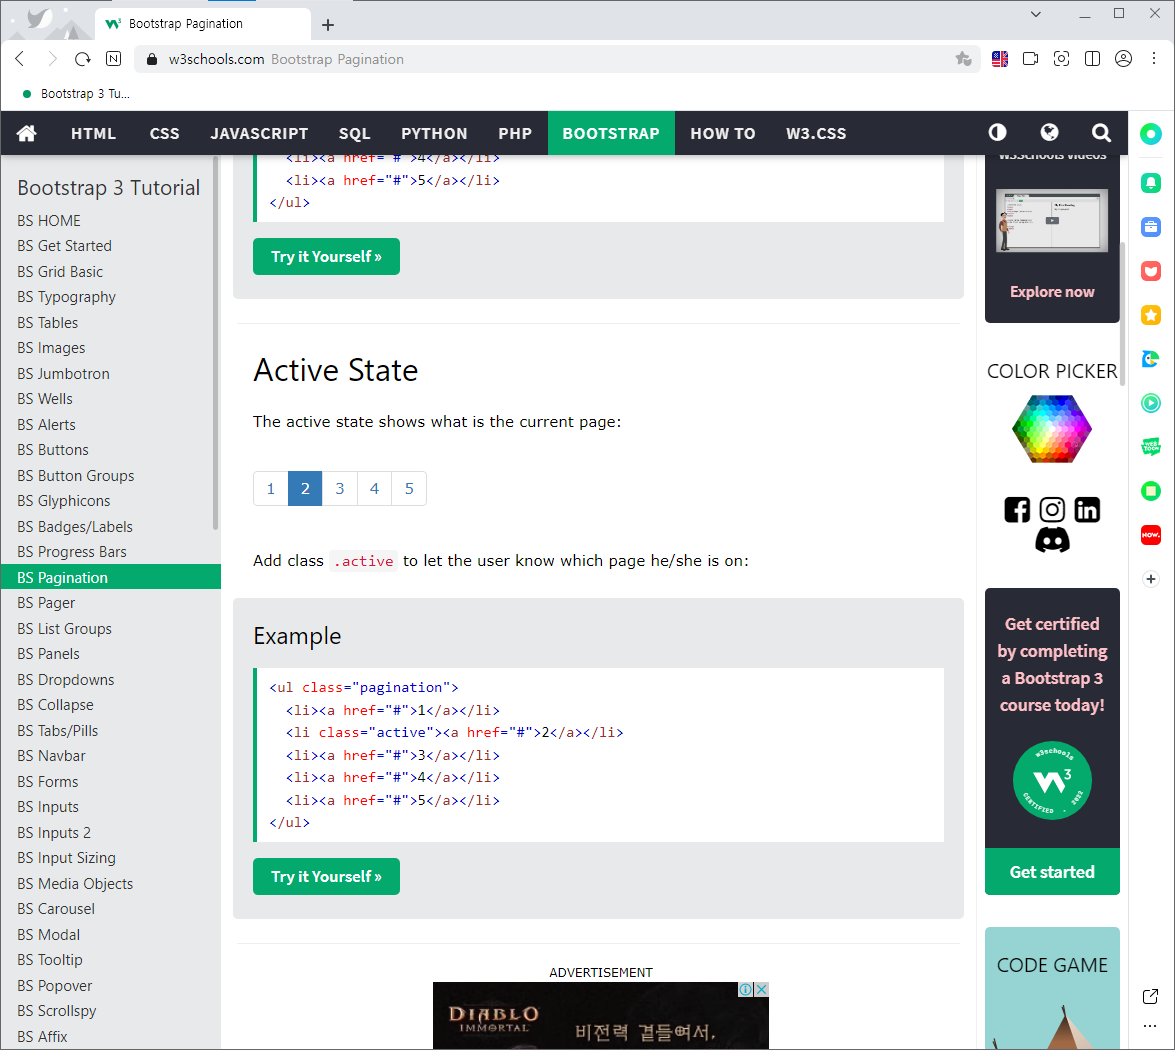 Bootstrap Pagination
w3schools.com Bootstrap Pagination
Bootstrap 3 Tu...
HTML CSS JAVASCRIPT SQL PYTHON PHP BOOTSTRAP HOW TO W3.CSS
Bootstrap 3 Tutorial
BS HOME
BS Get Started
BS Grid Basic
BS Typography
BS Tables
BS Images
BS Jumbotron
BS Wells
BS Alerts
BS Buttons
BS Button Groups
BS Glyphicons
BS Badges/Labels
BS Progress Bars
BS Pagination
BS Pager
BS List Groups
BS Panels
BS Dropdowns
BS Collapse
BS Tabs/Pills
BS Navbar
BS Forms
BS Inputs
BS Inputs 2
BS Input Sizing
BS Media Objects
BS Carousel
BS Modal
BS Tooltip
BS Popover
BS Scrollspy
BS Affix
<li><a href="#">4</a></li>
<li><a href="#">5</a></li>
</ul>
Try it Yourself »
Active State
The active state shows what is the current page:
1 2 3 4 5
Add class .active to let the user know which page he/she is on:
Example
<ul class="pagination">
<li><a href="#">1</a></li>
<li class="active"><a href="#">2</a></li>
<li><a href="#">3</a></li>
<li><a href="#">4</a></li>
<li><a href="#">5</a></li>
</ul>
Try it Yourself »
ADVERTISEMENT
DIABLO
IMMORTAL
비전력 곁들여서,
W3Schools Videos
Explore now
COLOR PICKER
Get certified
by completing
a Bootstrap 3
course today!
w3schools
W3
CERTIFIED . 2022
Get started
CODE GAME
WEB
TOON
NOW.